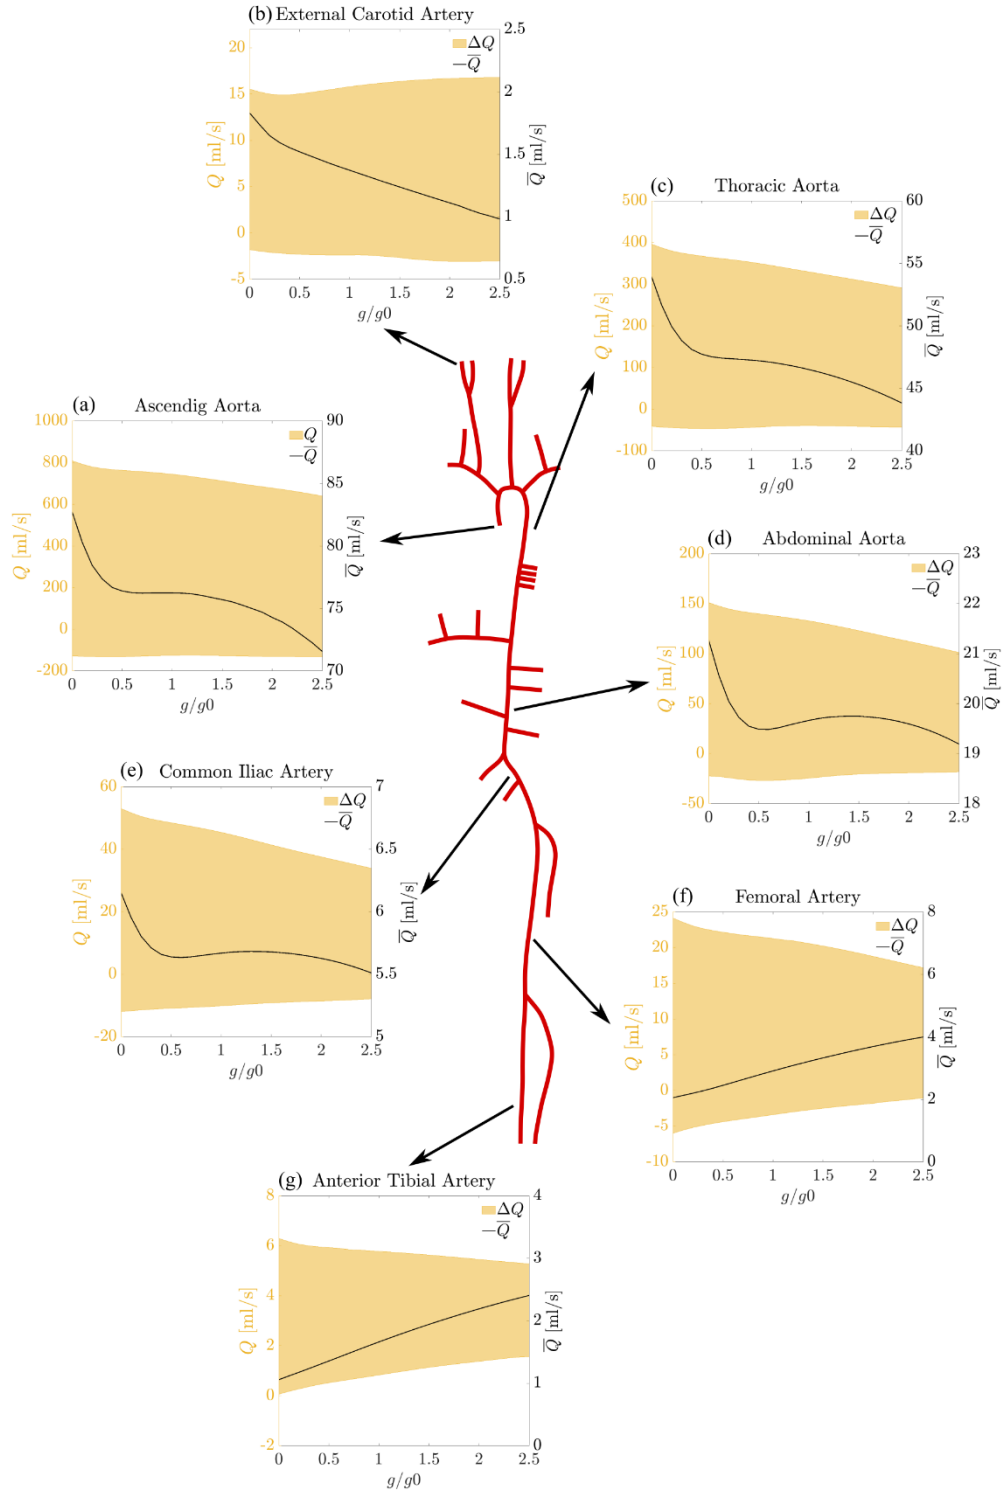 (b) External Carotid Artery
20
15
10
5
0
-5
Q [ml/s]
2.5
2
1.5
1
0.5
Q̅ [ml/s]
ΔQ
Q̅
0 0.5 1 1.5 2 2.5
g/g0
(c) Thoracic Aorta
500
400
300
200
100
0
-100
Q [ml/s]
60
55
50
45
40
Q̅ [ml/s]
ΔQ
Q̅
0 0.5 1 1.5 2 2.5
g/g0
(a) Ascendig Aorta
1000
800
600
400
200
0
-200
Q [ml/s]
90
85
80
75
70
Q̅ [ml/s]
Q
Q̅
0 0.5 1 1.5 2 2.5
g/g0
(d) Abdominal Aorta
200
150
100
50
0
-50
Q [ml/s]
23
22
21
20
19
18
Q̅ [ml/s]
ΔQ
Q̅
0 0.5 1 1.5 2 2.5
g/g0
(e) Common Iliac Artery
60
40
20
0
-20
Q [ml/s]
7
6.5
6
5.5
5
Q̅ [ml/s]
ΔQ
Q̅
0 0.5 1 1.5 2 2.5
g/g0
(f) Femoral Artery
25
20
15
10
5
0
-5
-10
Q [ml/s]
8
6
4
2
0
Q̅ [ml/s]
ΔQ
Q̅
0 0.5 1 1.5 2 2.5
g/g0
(g) Anterior Tibial Artery
8
6
4
2
0
-2
Q [ml/s]
4
3
2
1
0
Q̅ [ml/s]
ΔQ
Q̅
0 0.5 1 1.5 2 2.5
g/g0